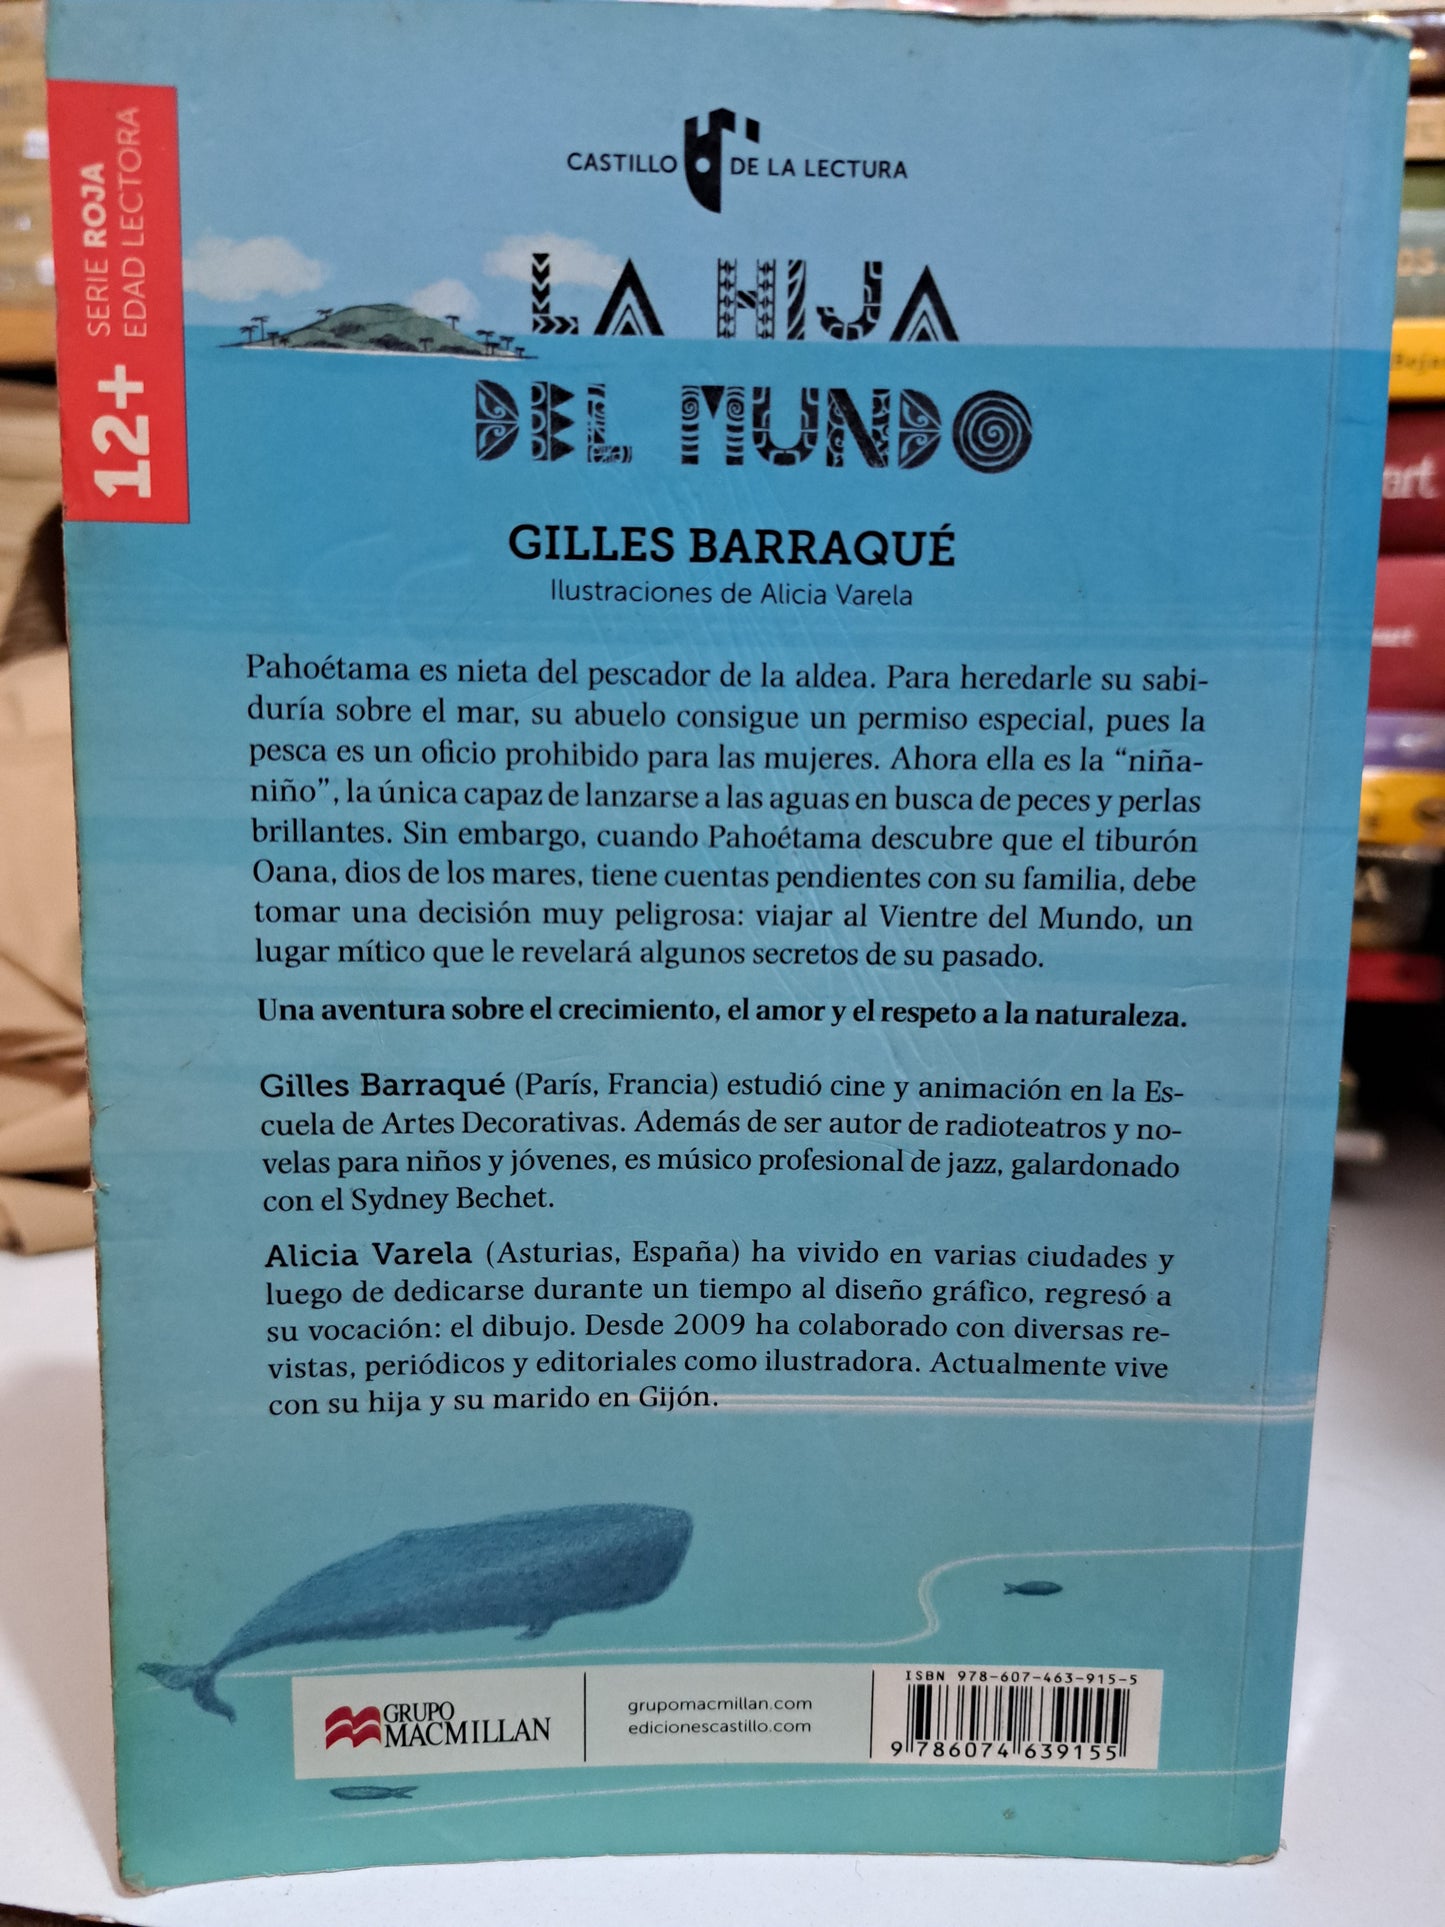 SERIE ROJA
EDAD LECTORA
12+
CASTILLO DE LA LECTURA
LA HIJA
DEL MUNDO
GILLES BARRAQUÉ
Ilustraciones de Alicia Varela
Pahoétama es nieta del pescador de la aldea. Para heredarle su sabi-
duría sobre el mar, su abuelo consigue un permiso especial, pues la
pesca es un oficio prohibido para las mujeres. Ahora ella es la “niña-
niño”, la única capaz de lanzarse a las aguas en busca de peces y perlas
brillantes. Sin embargo, cuando Pahoétama descubre que el tiburón
Oana, dios de los mares, tiene cuentas pendientes con su familia, debe
tomar una decisión muy peligrosa: viajar al Vientre del Mundo, un
lugar mítico que le revelará algunos secretos de su pasado.
Una aventura sobre el crecimiento, el amor y el respeto a la naturaleza.
Gilles Barraqué (París, Francia) estudió cine y animación en la Es-
cuela de Artes Decorativas. Además de ser autor de radioteatros y no-
velas para niños y jóvenes, es músico profesional de jazz, galardonado
con el Sydney Bechet.
Alicia Varela (Asturias, España) ha vivido en varias ciudades y
luego de dedicarse durante un tiempo al diseño gráfico, regresó a
su vocación: el dibujo. Desde 2009 ha colaborado con diversas re-
vistas, periódicos y editoriales como ilustradora. Actualmente vive
con su hija y su marido en Gijón.
GRUPO
MACMILLAN
grupomacmillan.com
edicionescastillo.com
ISBN 978-607-463-915-5
9 786074 639155